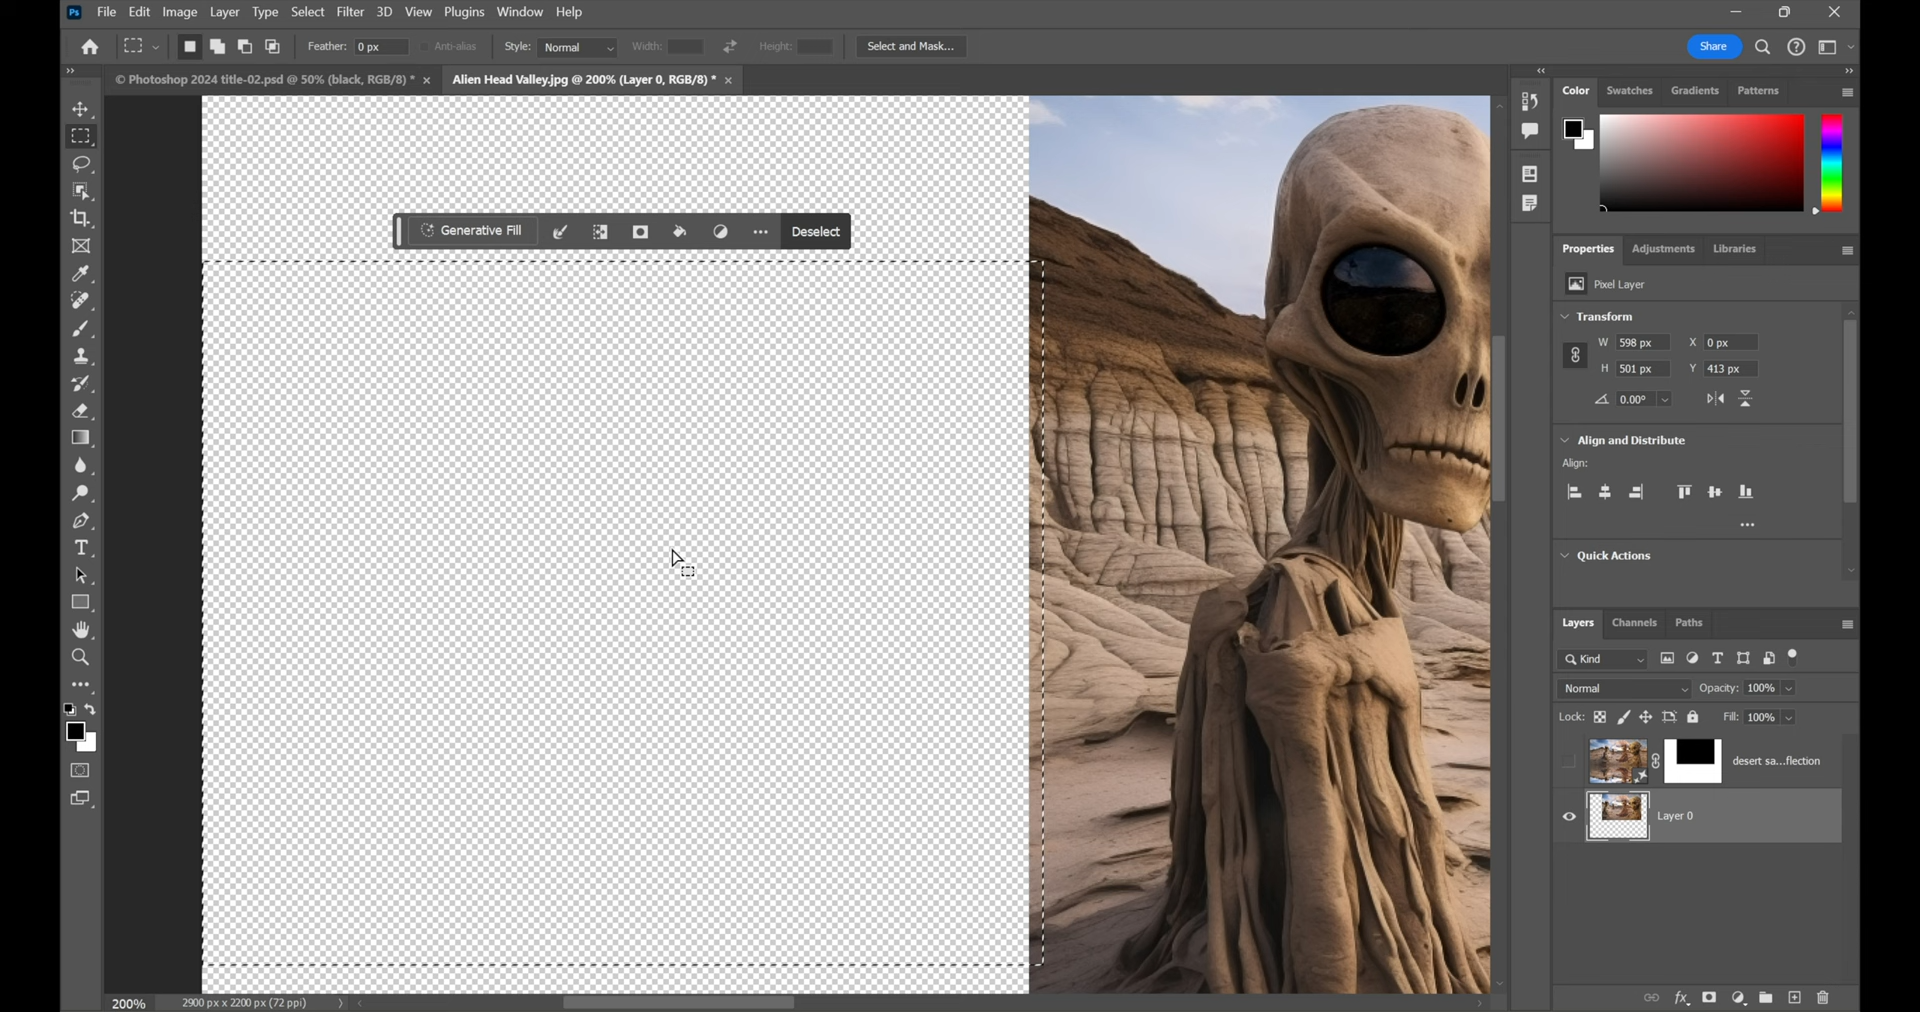 Ps File Edit Image Layer Type Select Filter 3D View Plugins Window Help
Feather: 0 px Anti-alias Style: Normal Width: Height: Select and Mask... Share
© Photoshop 2024 title-02.psd @ 50% (black, RGB/8) * × Alien Head Valley.jpg @ 200% (Layer 0, RGB/8) * ×
Color Swatches Gradients Patterns
Generative Fill Deselect
Properties Adjustments Libraries
Pixel Layer
Transform
W 598 px X 0 px
H 501 px Y 413 px
0.00°
Align and Distribute
Align:
Quick Actions
Layers Channels Paths
Kind
Normal Opacity: 100%
Lock: Fill: 100%
desert sa...flection
Layer 0
fx
200% 2900 px x 2200 px (72 ppi)